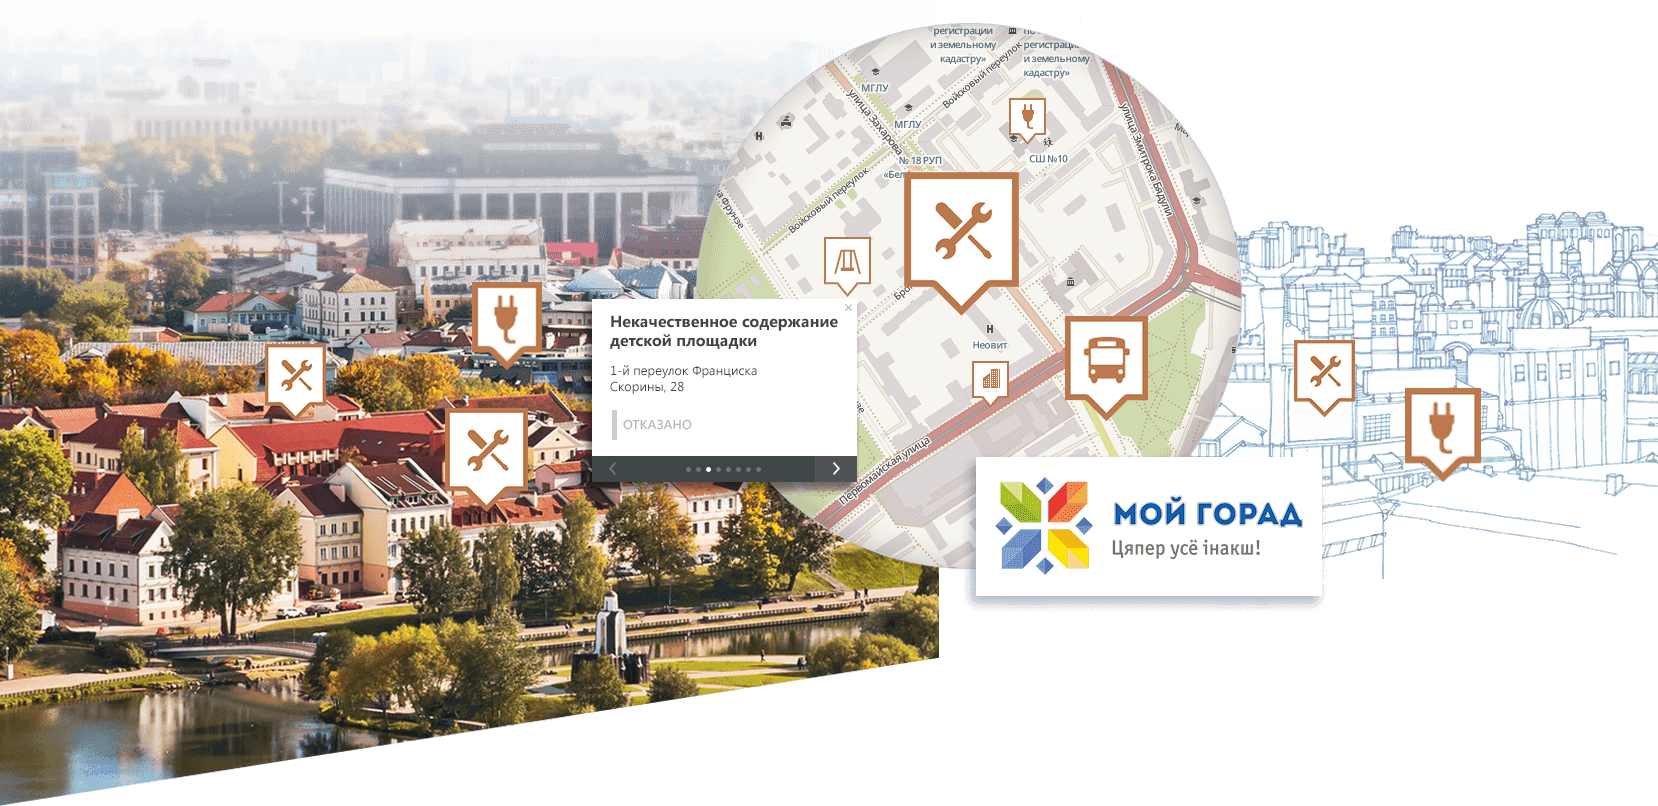 регистрации
и земельному
кадастру»
регистрац
и земельному
кадастру»
Войсковый переулок
МГЛУ
улица Захарова
МГЛУ
улица Змитрока Бядули
№ 18 РУП
«Бел
СШ №10
Войсковый переулок
Фрунзе
Н
Н
Неовит
Первомайская улица
Некачественное содержание
детской площадки
1-й переулок Франциска
Скорины, 28
ОТКАЗАНО
МОЙ ГОРАД
Цяпер усё інакш!